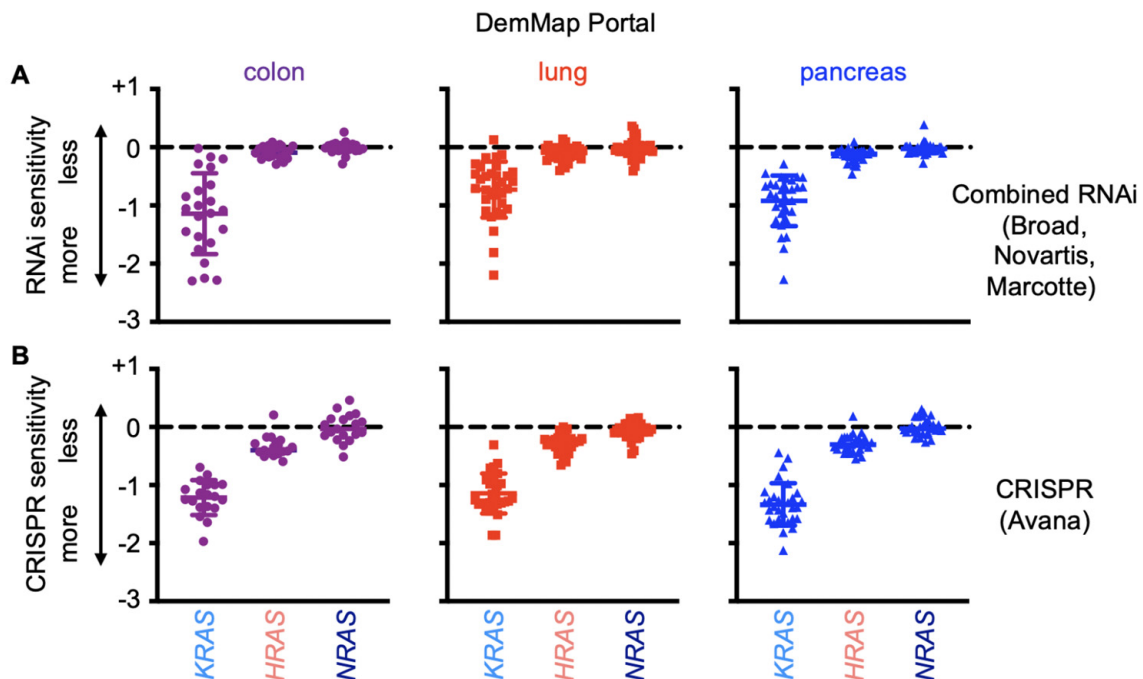 DemMap Portal
A
colon
lung
pancreas
RNAi sensitivity
more less
+1
0
-1
-2
-3
Combined RNAi
(Broad,
Novartis,
Marcotte)
B
CRISPR sensitivity
more less
+1
0
-1
-2
-3
CRISPR
(Avana)
KRAS
HRAS
NRAS
KRAS
HRAS
NRAS
KRAS
HRAS
NRAS